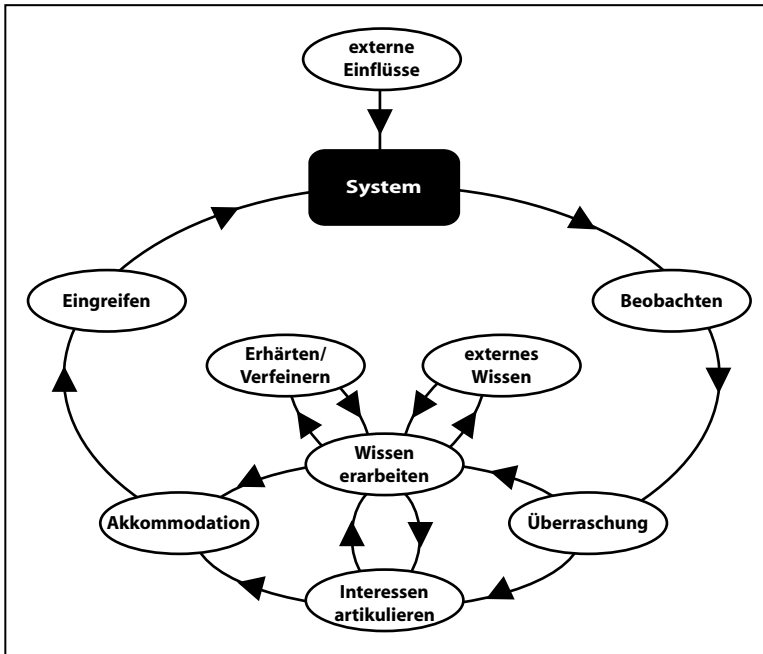 externe
Einflüsse
System
Eingreifen
Beobachten
Erhärten/
Verfeinern
externes
Wissen
Wissen
erarbeiten
Akkommodation
Überraschung
Interessen
artikulieren